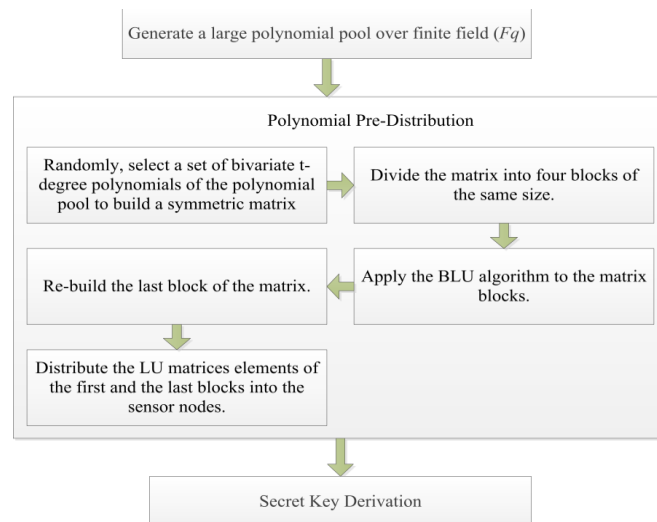 Generate a large polynomial pool over finite field (Fq)
Polynomial Pre-Distribution
Randomly, select a set of bivariate t-
degree polynomials of the polynomial
pool to build a symmetric matrix
Divide the matrix into four blocks of
the same size.
Apply the BLU algorithm to the matrix
blocks.
Re-build the last block of the matrix.
Distribute the LU matrices elements of
the first and the last blocks into the
sensor nodes.
Secret Key Derivation